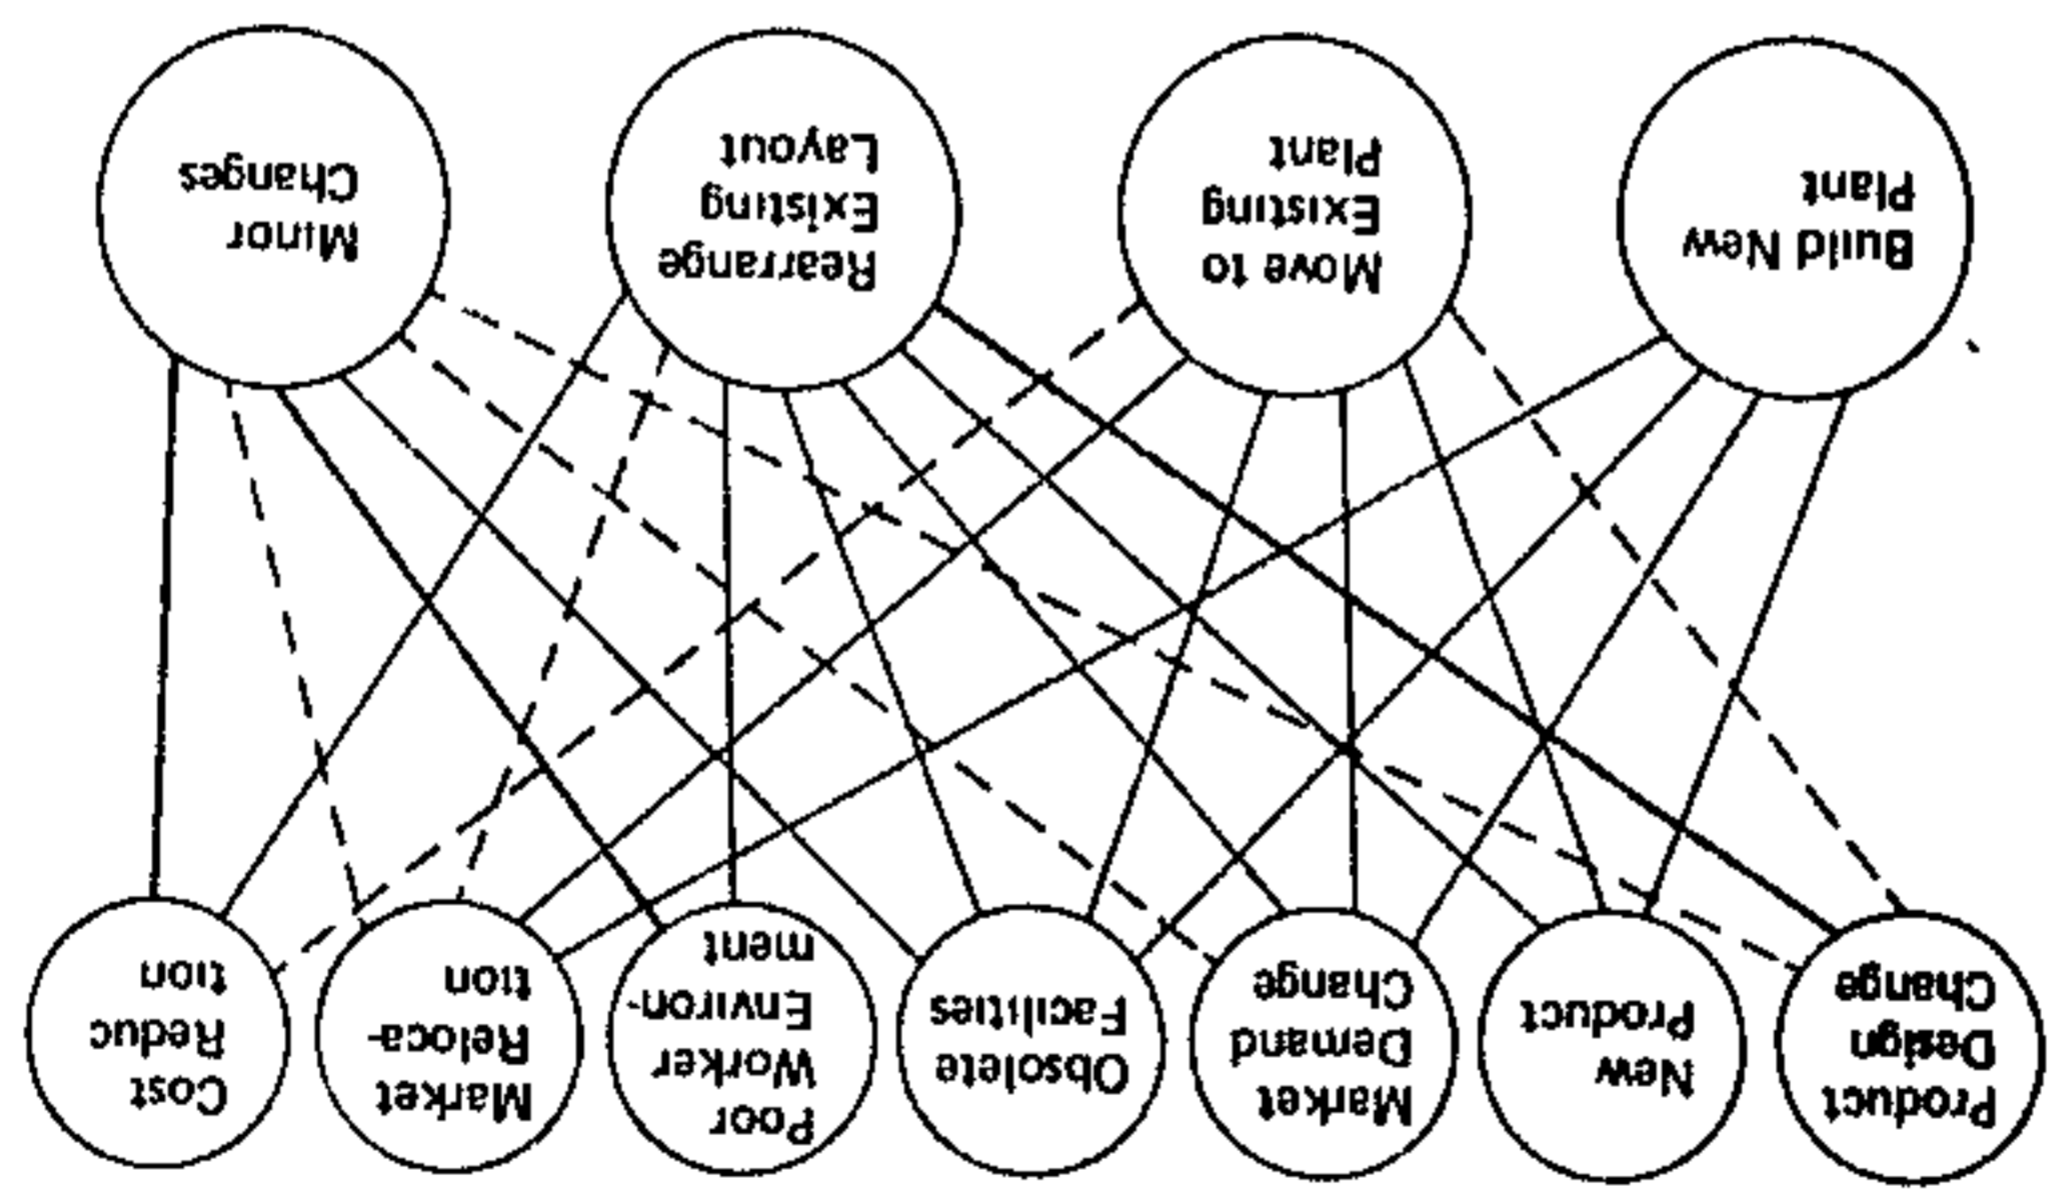 Product
Design
Change
New
Product
Market
Demand
Change
Obsolete
Facilities
Poor
Worker
Environ-
ment
Market
Reloca-
tion
Cost
Reduc
tion
Build New
Plant
Move to
Existing
Plant
Rearrange
Existing
Layout
Minor
Changes